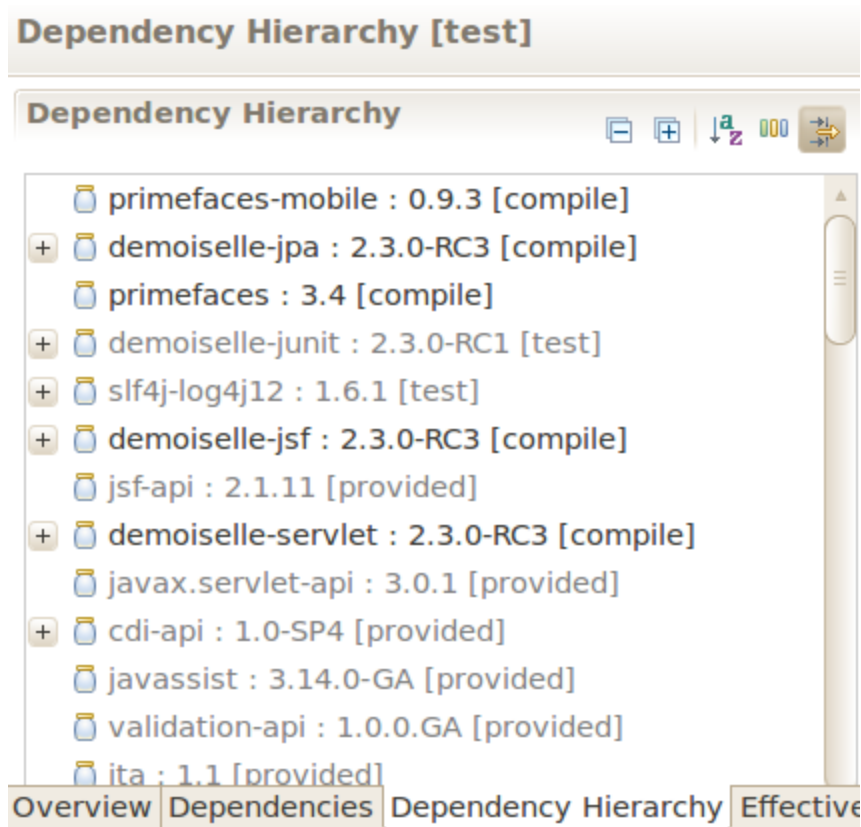 Dependency Hierarchy [test]
Dependency Hierarchy
primefaces-mobile : 0.9.3 [compile]
demoiselle-jpa : 2.3.0-RC3 [compile]
primefaces : 3.4 [compile]
demoiselle-junit : 2.3.0-RC1 [test]
slf4j-log4j12 : 1.6.1 [test]
demoiselle-jsf : 2.3.0-RC3 [compile]
jsf-api : 2.1.11 [provided]
demoiselle-servlet : 2.3.0-RC3 [compile]
javax.servlet-api : 3.0.1 [provided]
cdi-api : 1.0-SP4 [provided]
javassist : 3.14.0-GA [provided]
validation-api : 1.0.0.GA [provided]
jta : 1.1 [provided]
Overview Dependencies Dependency Hierarchy Effective